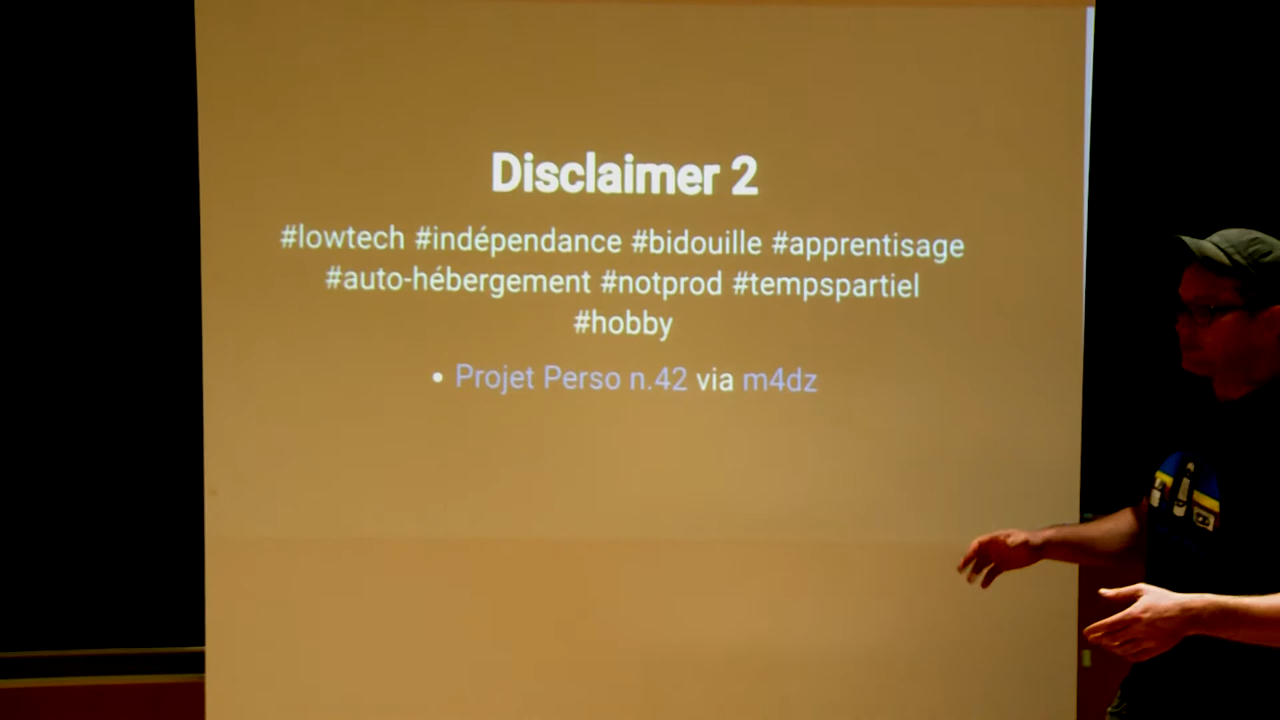 Disclaimer 2
#lowtech #indépendance #bidouille #apprentisage
#auto-hébergement #notprod #tempspartiel
#hobby
• Projet Perso n.42 via m4dz